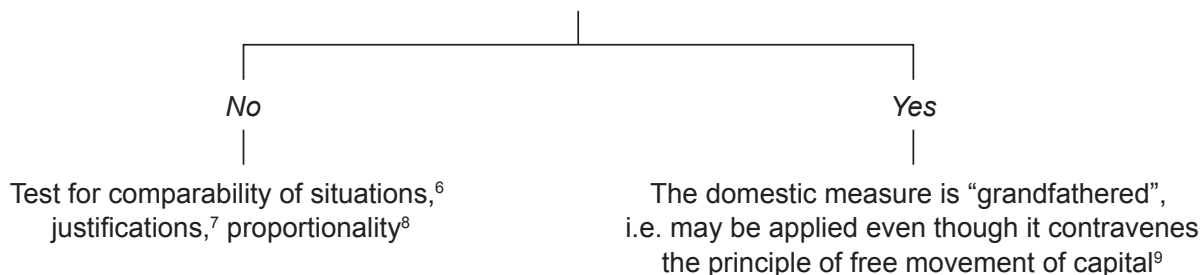 No
Yes
Test for comparability of situations,⁶
justifications,⁷ proportionality⁸
The domestic measure is “grandfathered”,
i.e. may be applied even though it contravenes
the principle of free movement of capital⁹